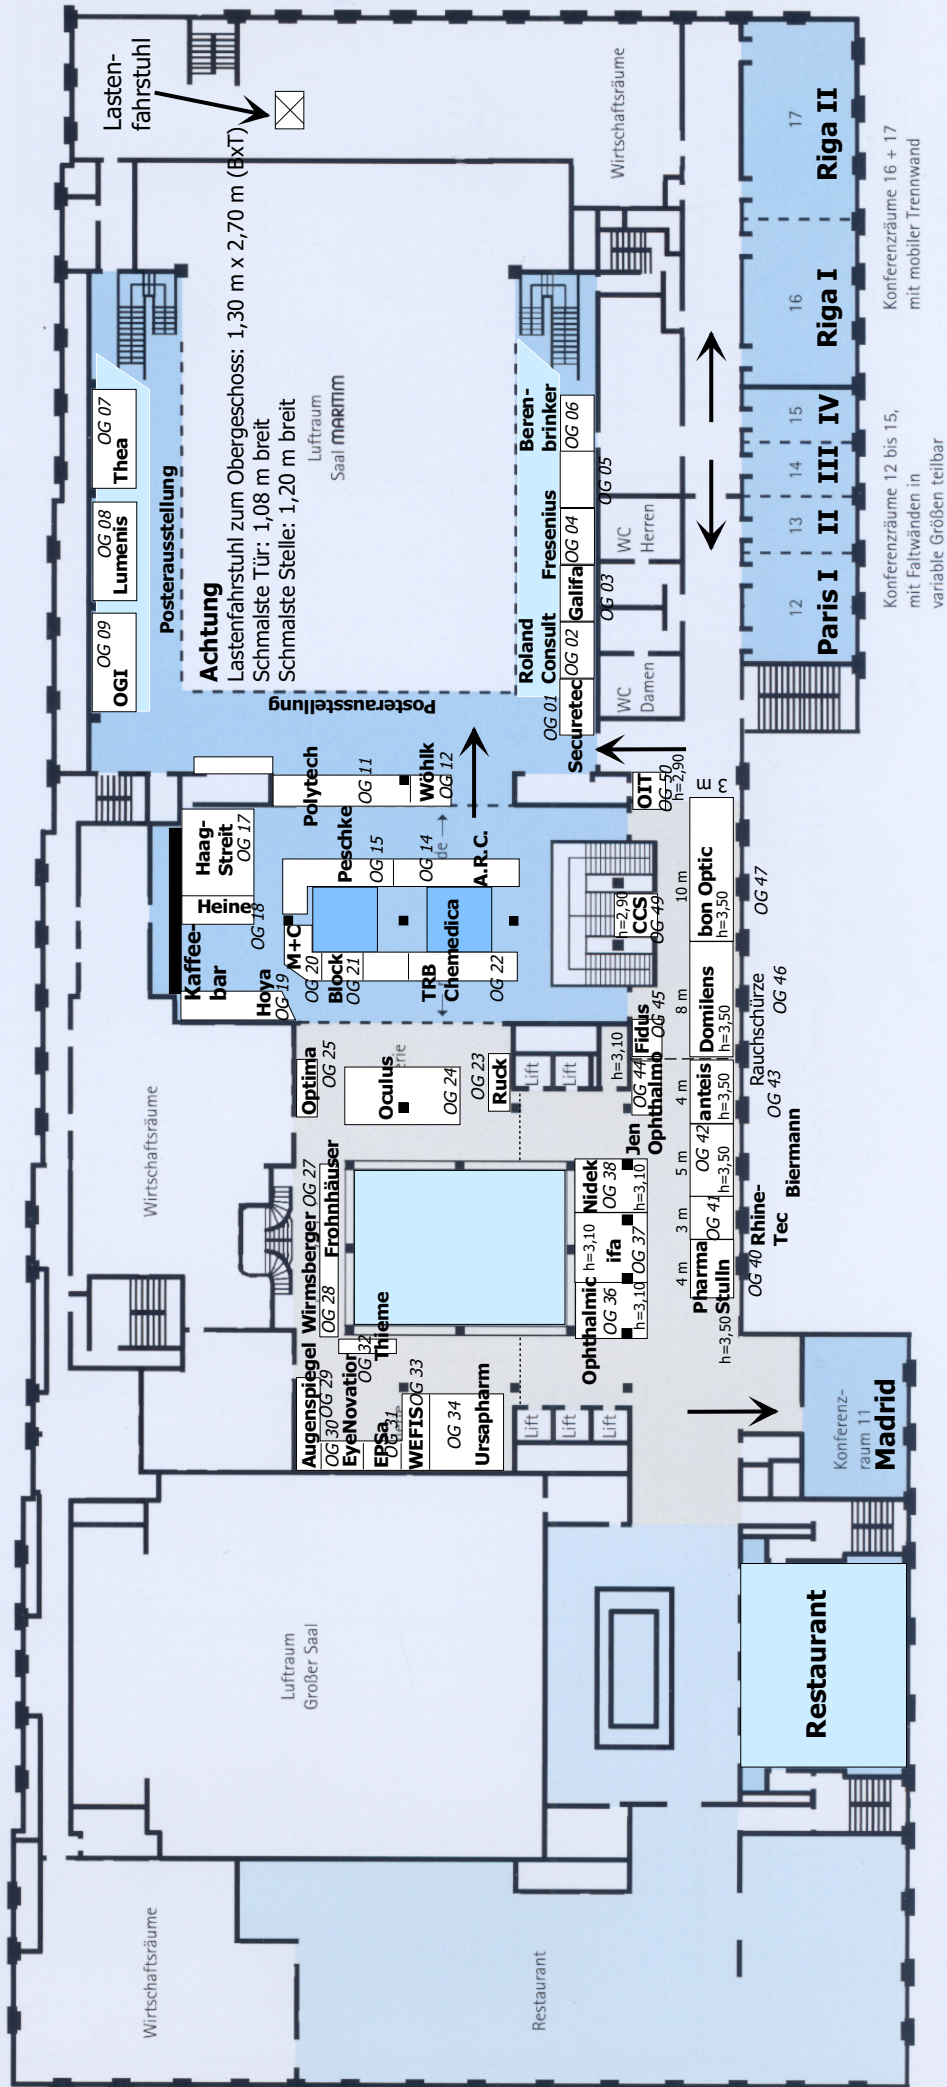 Lasten-
fahrstuhl
Wirtschaftsräume
17
Riga II
Konferenzräume 16 + 17
mit mobiler Trennwand
16
Riga I
Achtung
Lastenfahrstuhl zum Obergeschoss: 1,30 m x 2,70 m (BxT)
Schmalste Tür: 1,08 m breit
Schmalste Stelle: 1,20 m breit
Luftraum
Saal MARITIM
OG 07
Thea
OG 08
Lumenis
OG 09
OGI
Posterausstellung
Posterausstellung
Beren-
brinker
OG 06
OG 05
Fresenius
OG 04
Galifa
OG 03
Roland
Consult
OG 02
OG 01
Securetec
WC
Herren
WC
Damen
15
IV
14
III
13
II
12
Paris I
Konferenzräume 12 bis 15,
mit Faltwänden in
variable Größen teilbar
Polytech
OG 11
Wöhlk
OG 12
OIT
OG 50
h=2,90
3 m
Haag-
Streit
OG 17
Heine
OG 18
Kaffee-
bar
Peschke
OG 15
OG 14
de
A.R.C.
M+C
OG 20
Block
OG 21
TRB
Chemedica
OG 22
Hoya
OG 19
h=2,90
CCS
OG 49
10 m
bon Optic
h=3,50
OG 47
8 m
Domilens
h=3,50
OG 46
Rauchschürze
Fidus
OG 45
h=3,10
OG 44
Jen
Ophthalmo
4 m
anteis
h=3,50
OG 43
5 m
OG 42
h=3,50
Biermann
3 m
OG 41
Rhine-
Tec
4 m
Pharma
Stulln
OG 40
h=3,50
Optima
OG 25
Oculus
erie
OG 24
OG 23
Ruck
Lift
Lift
Wirtschaftsräume
OG 27
Frohnhäuser
Wirmsberger
OG 28
Nidek
OG 38
h=3,10
h=3,10
ifa
OG 37
Ophthalmic
OG 36
h=3,10
Thieme
OG 32
Augenspiegel
OG 29
OG 30
EyeNovation
EPSa
OG 31
WEFIS
OG 33
OG 34
Ursapharm
Lift
Lift
Lift
Konferenz-
raum 11
Madrid
Luftraum
Großer Saal
Restaurant
Wirtschaftsräume
Restaurant